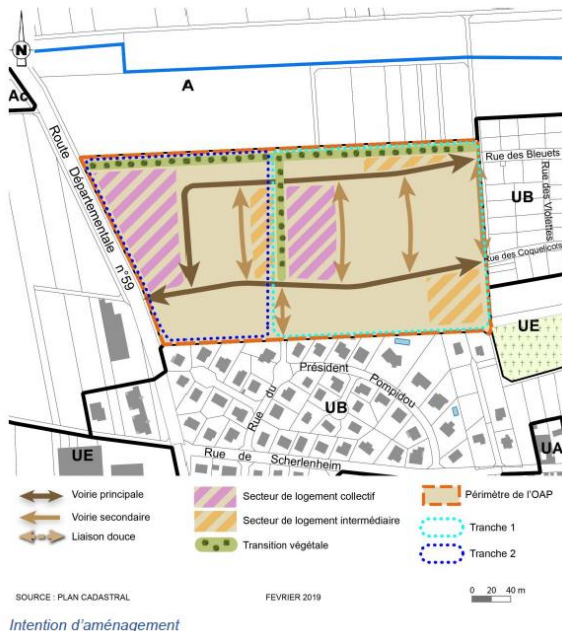 N
A
Ac
Route Départementale n°59
Rue des Bleuets
Rue des Violettes
UB
Rue des Coquelicots
UE
Président
Pompidou
Rue du
UB
UE
Rue de Scherlenheim
UA
Voirie principale
Voirie secondaire
Liaison douce
Secteur de logement collectif
Secteur de logement intermédiaire
Transition végétale
Périmètre de l'OAP
Tranche 1
Tranche 2
SOURCE : PLAN CADASTRAL
FEVRIER 2019
0 20 40 m
Intention d'aménagement